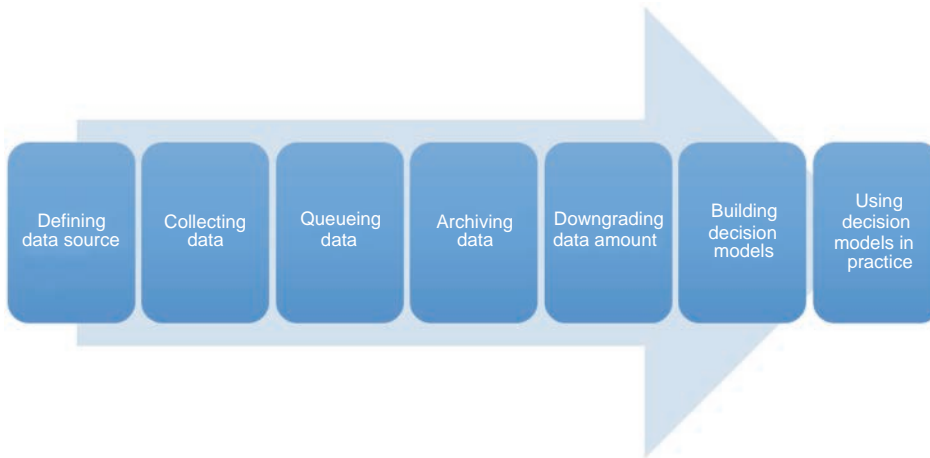 Defining
data source
Collecting
data
Queueing
data
Archiving
data
Downgrading
data amount
Building
decision
models
Using
decision
models in
practice